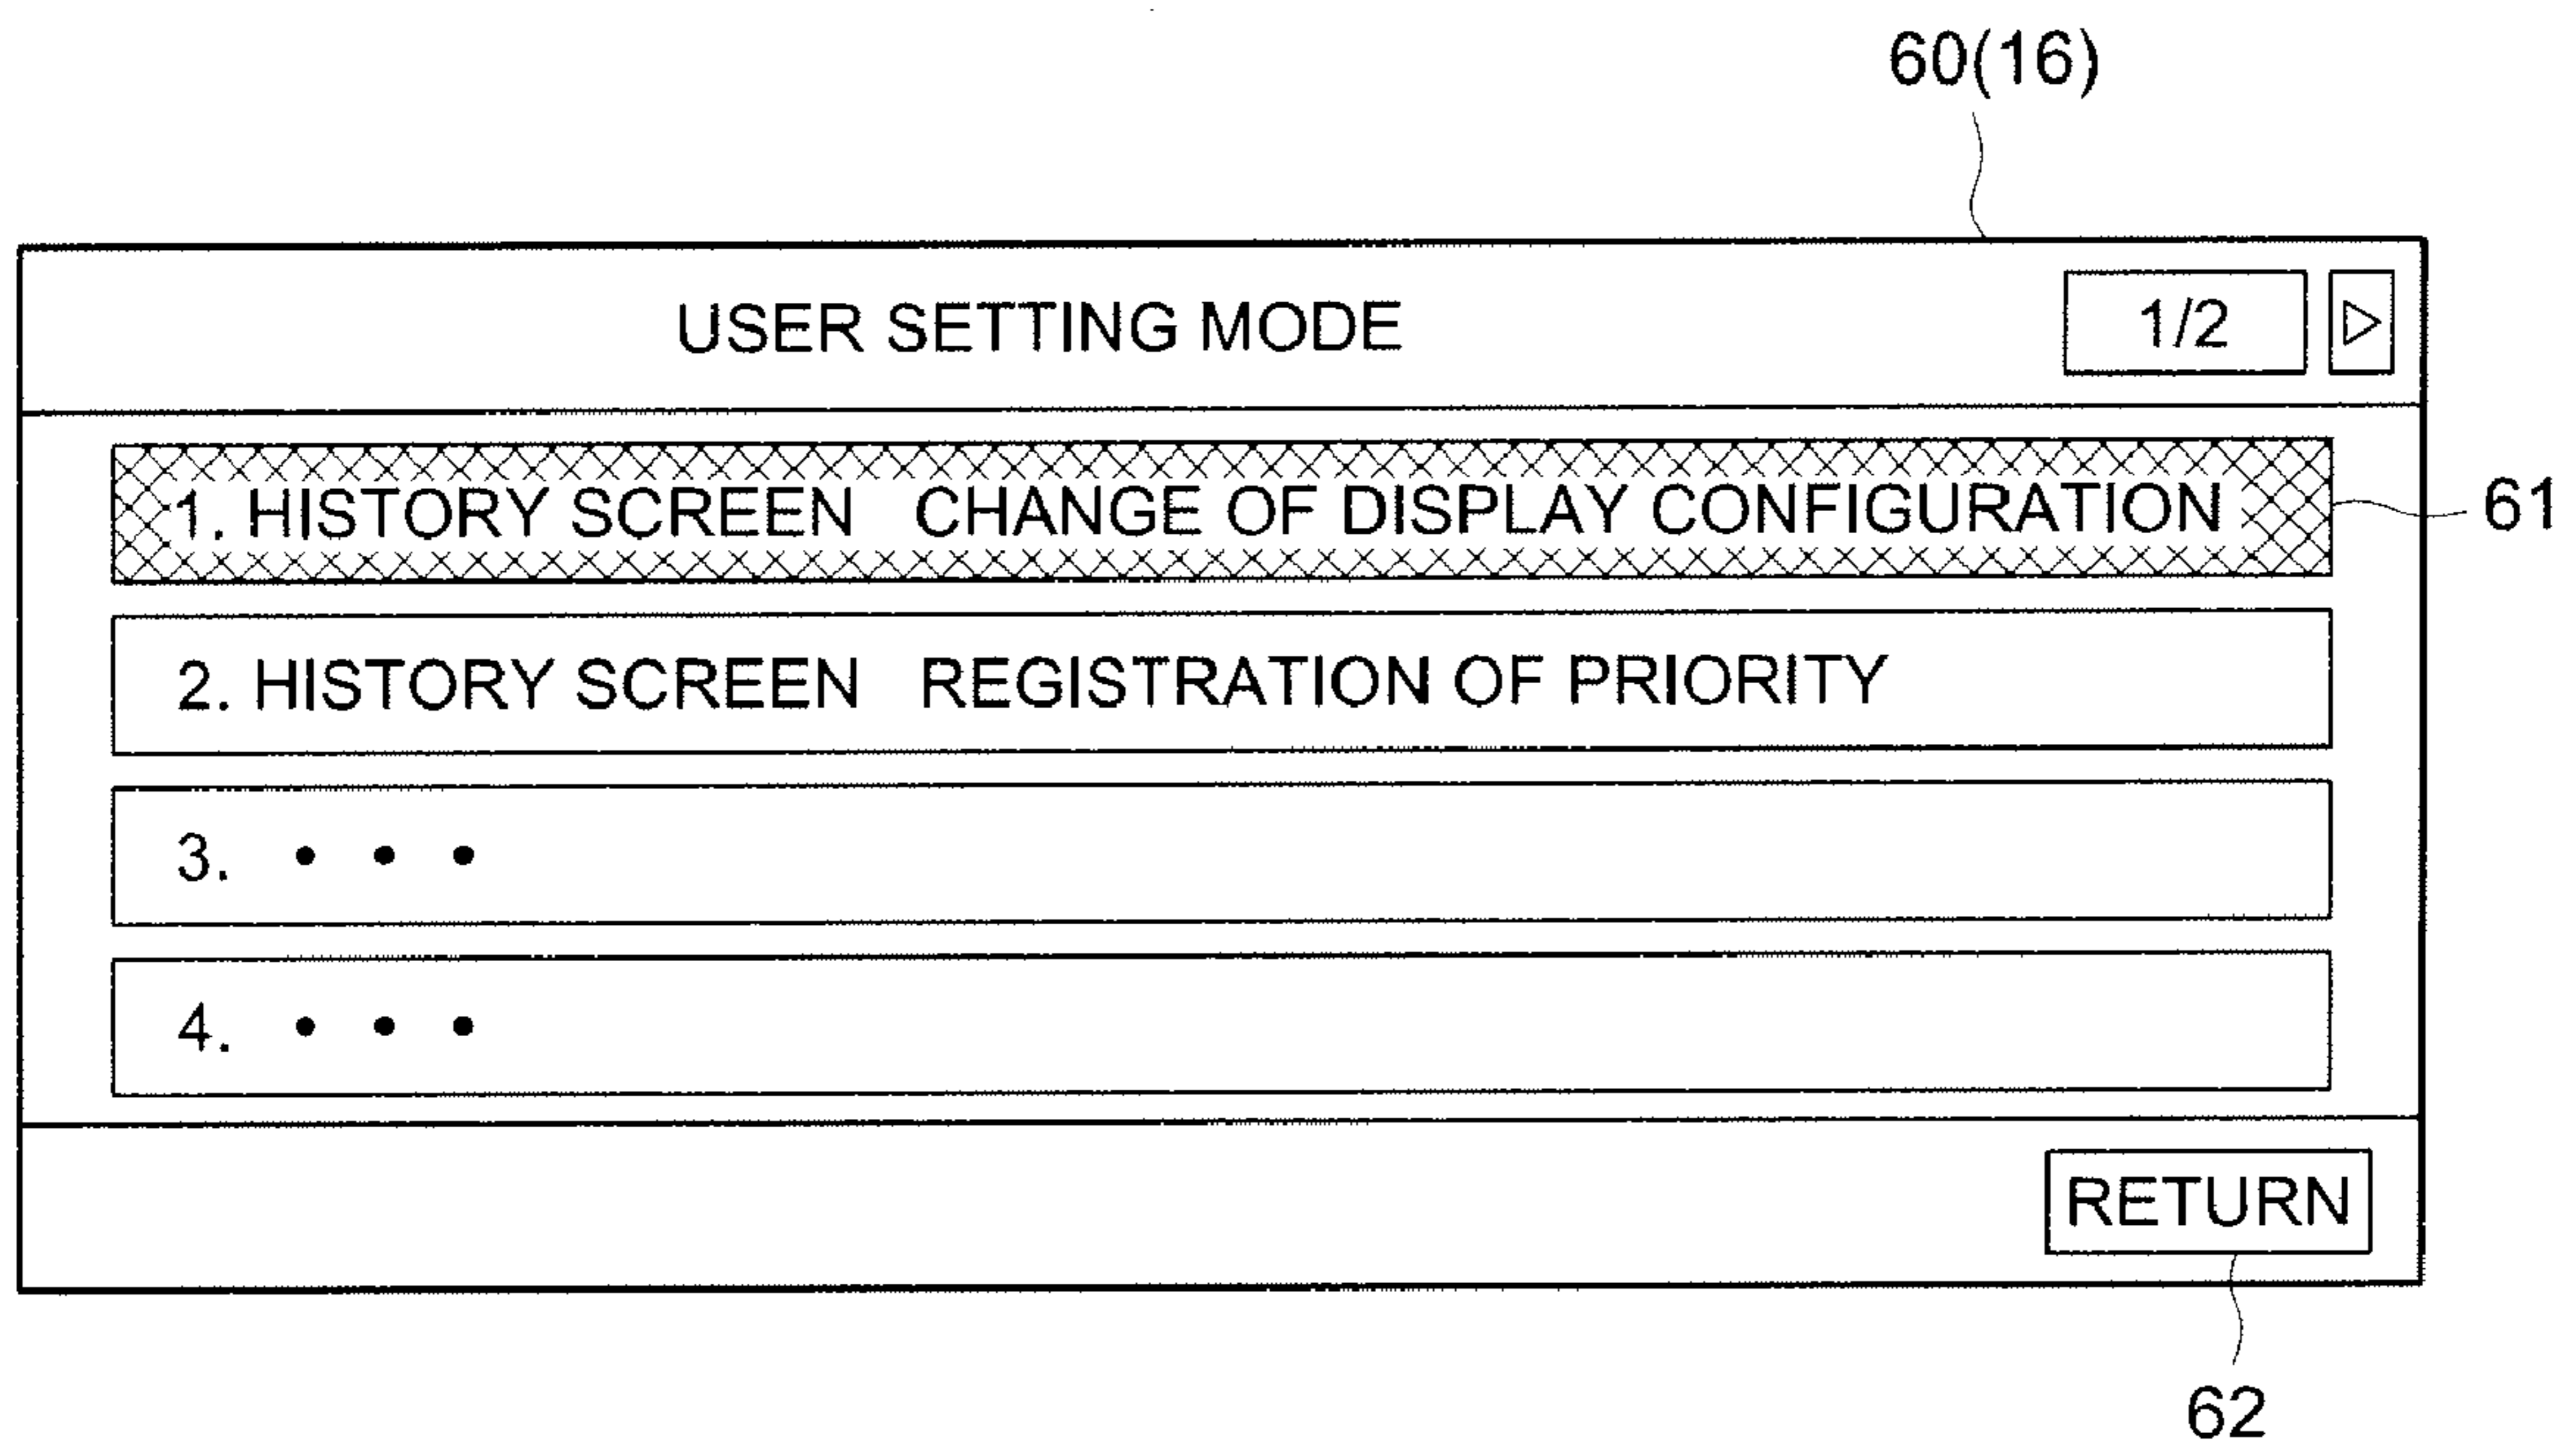 60(16)
USER SETTING MODE 1/2
1. HISTORY SCREEN CHANGE OF DISPLAY CONFIGURATION
61
2. HISTORY SCREEN REGISTRATION OF PRIORITY
3. • • •
4. • • •
RETURN
62